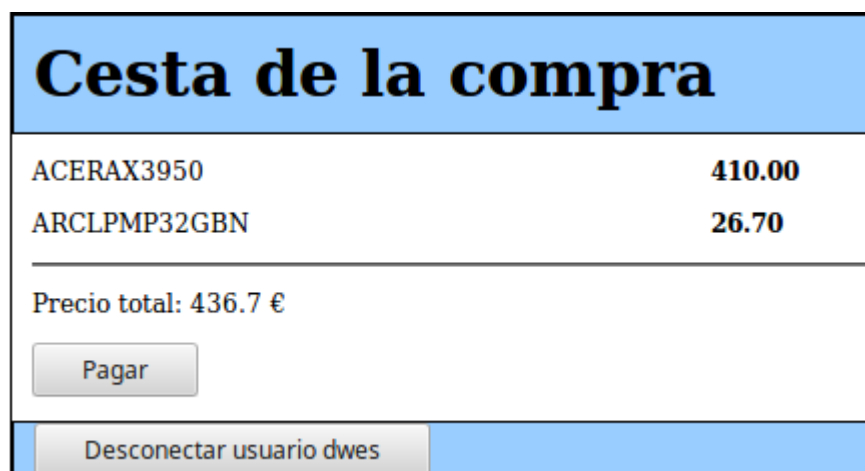 Cesta de la compra
ACERAX3950 410.00
ARCLPMP32GBN 26.70
Precio total: 436.7 €
Pagar
Desconectar usuario dwes